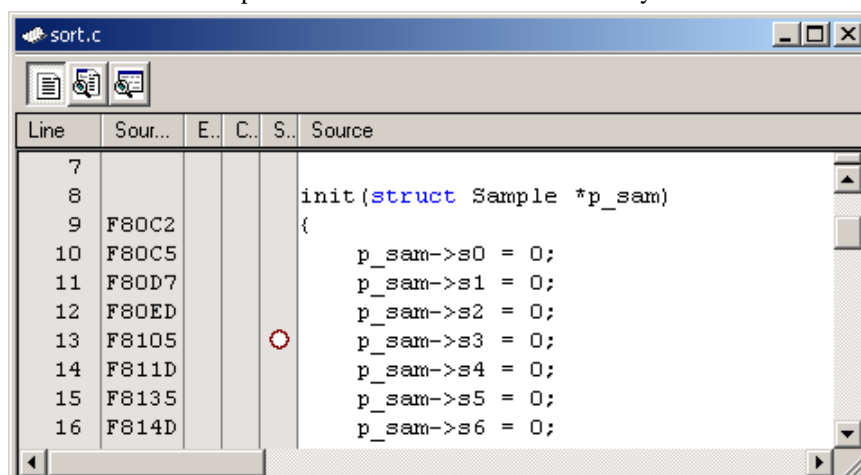 sort.c
Line Sour... E.. C.. S.. Source
7
8 init(struct Sample *p_sam)
9 F80C2 {
10 F80C5 p_sam->s0 = 0;
11 F80D7 p_sam->s1 = 0;
12 F80ED p_sam->s2 = 0;
13 F8105 p_sam->s3 = 0;
14 F811D p_sam->s4 = 0;
15 F8135 p_sam->s5 = 0;
16 F814D p_sam->s6 = 0;